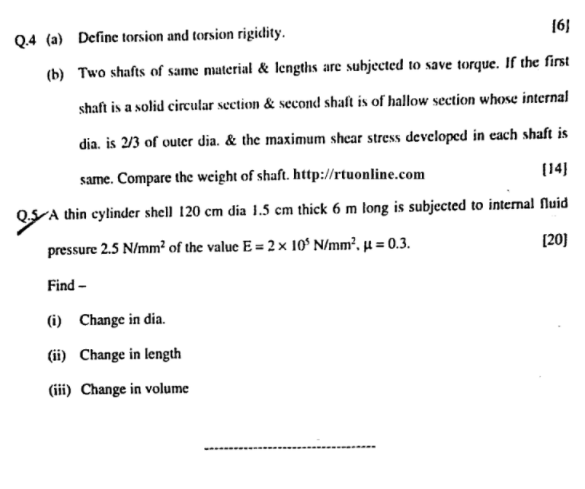 Q.4 (a) Define torsion and torsion rigidity. [6]
(b) Two shafts of same material & lengths are subjected to save torque. If the first
shaft is a solid circular section & second shaft is of hallow section whose internal
dia. is 2/3 of outer dia. & the maximum shear stress developed in each shaft is
same. Compare the weight of shaft. http://rtuonline.com [14]
Q.5 A thin cylinder shell 120 cm dia 1.5 cm thick 6 m long is subjected to internal fluid
pressure 2.5 N/mm² of the value E = 2 × 10⁵ N/mm², μ = 0.3. [20]
Find –
(i) Change in dia.
(ii) Change in length
(iii) Change in volume